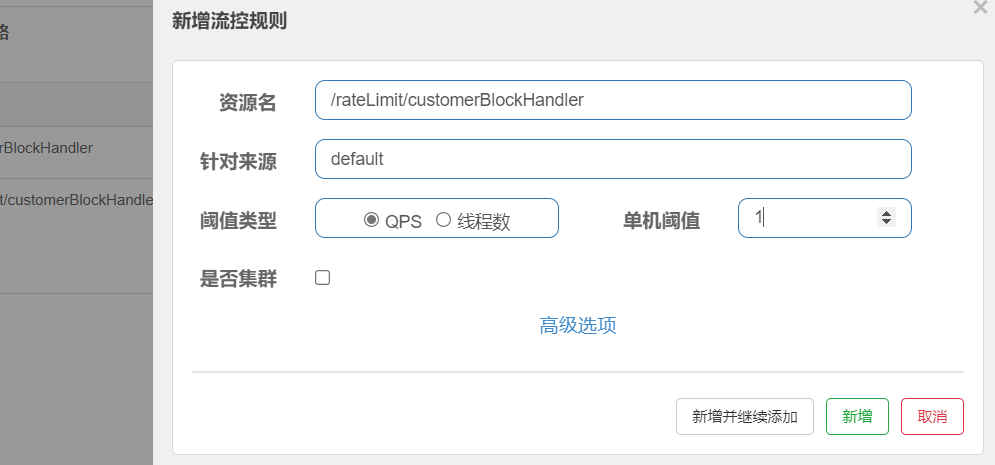 新增流控规则
×
路
rBlockHandler
t/customerBlockHandle
资源名 /rateLimit/customerBlockHandler
针对来源 default
阈值类型 QPS 线程数 单机阈值 1
是否集群
高级选项
新增并继续添加 新增 取消